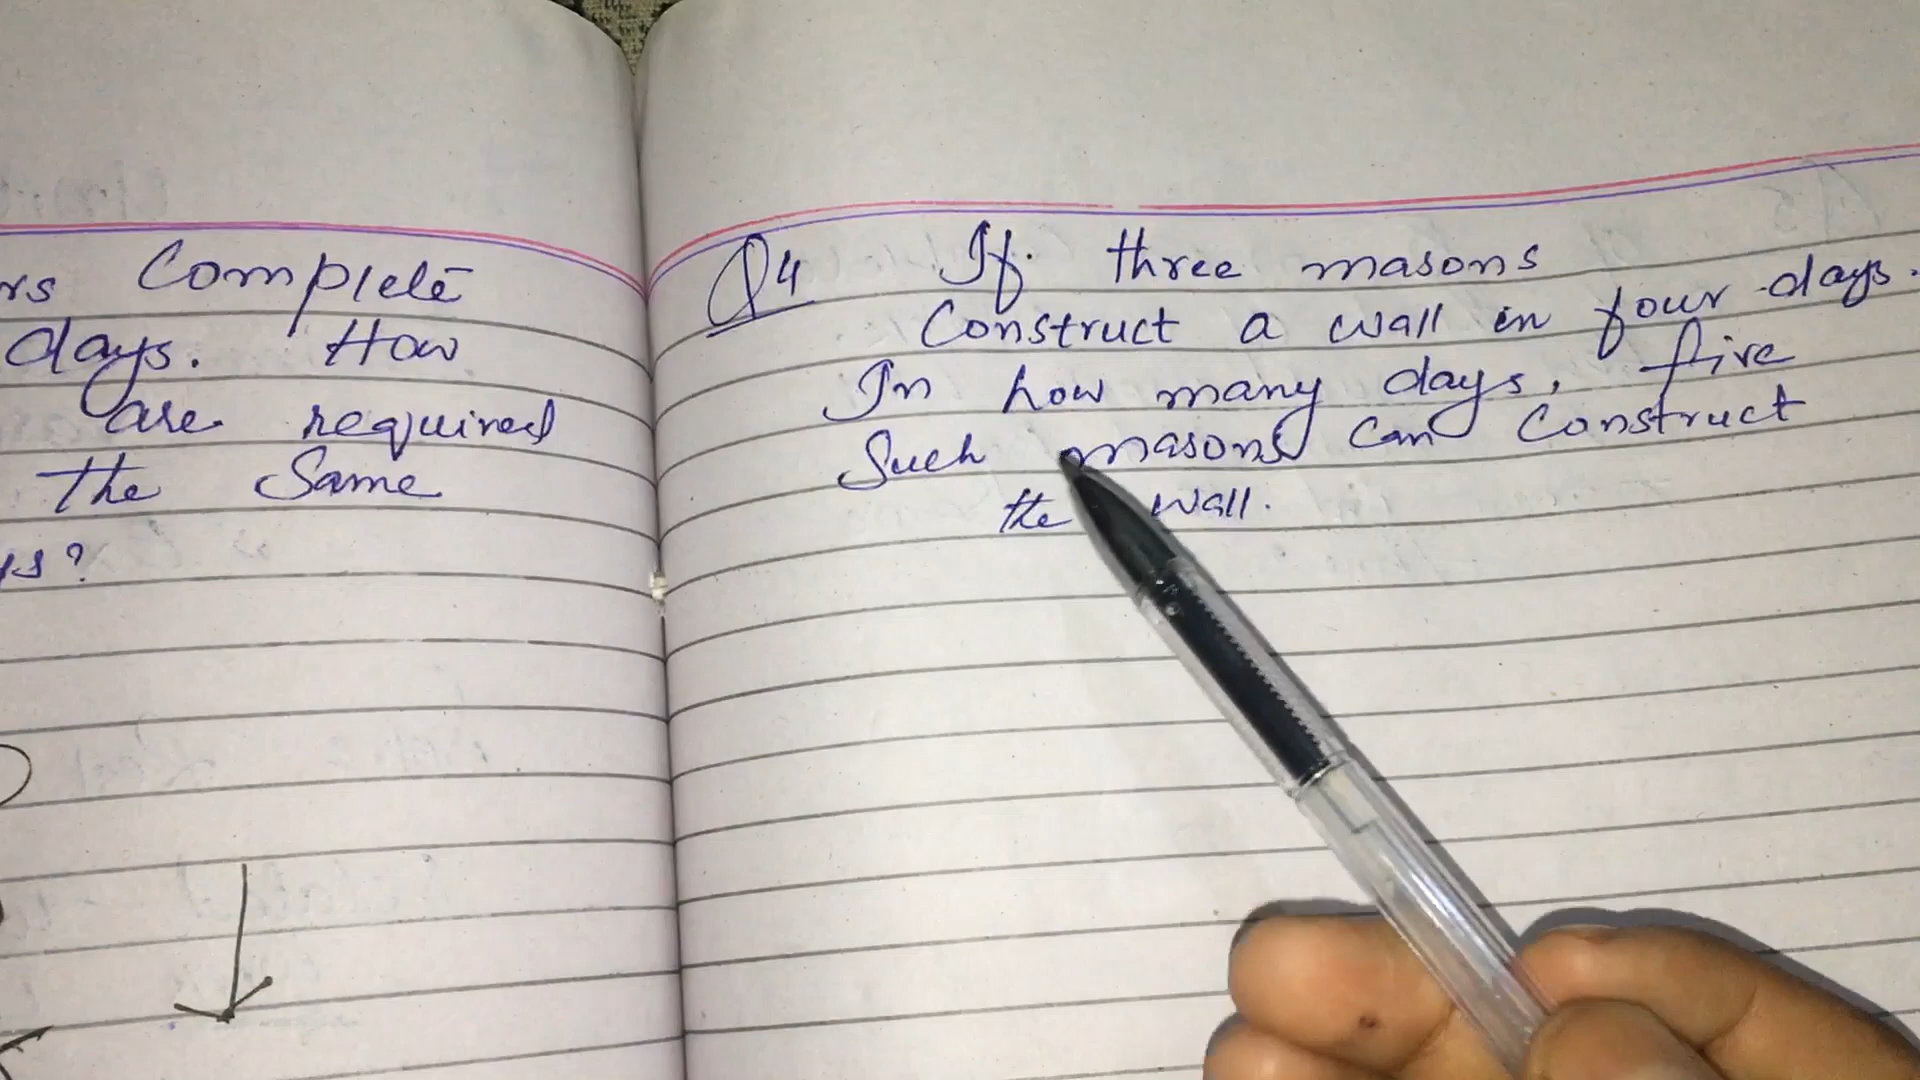 rs Complete
days. How
are required
the Same
ys?
Q4 If three masons
Construct a wall in four days.
In how many days, five
Such masons can Construct
the wall.